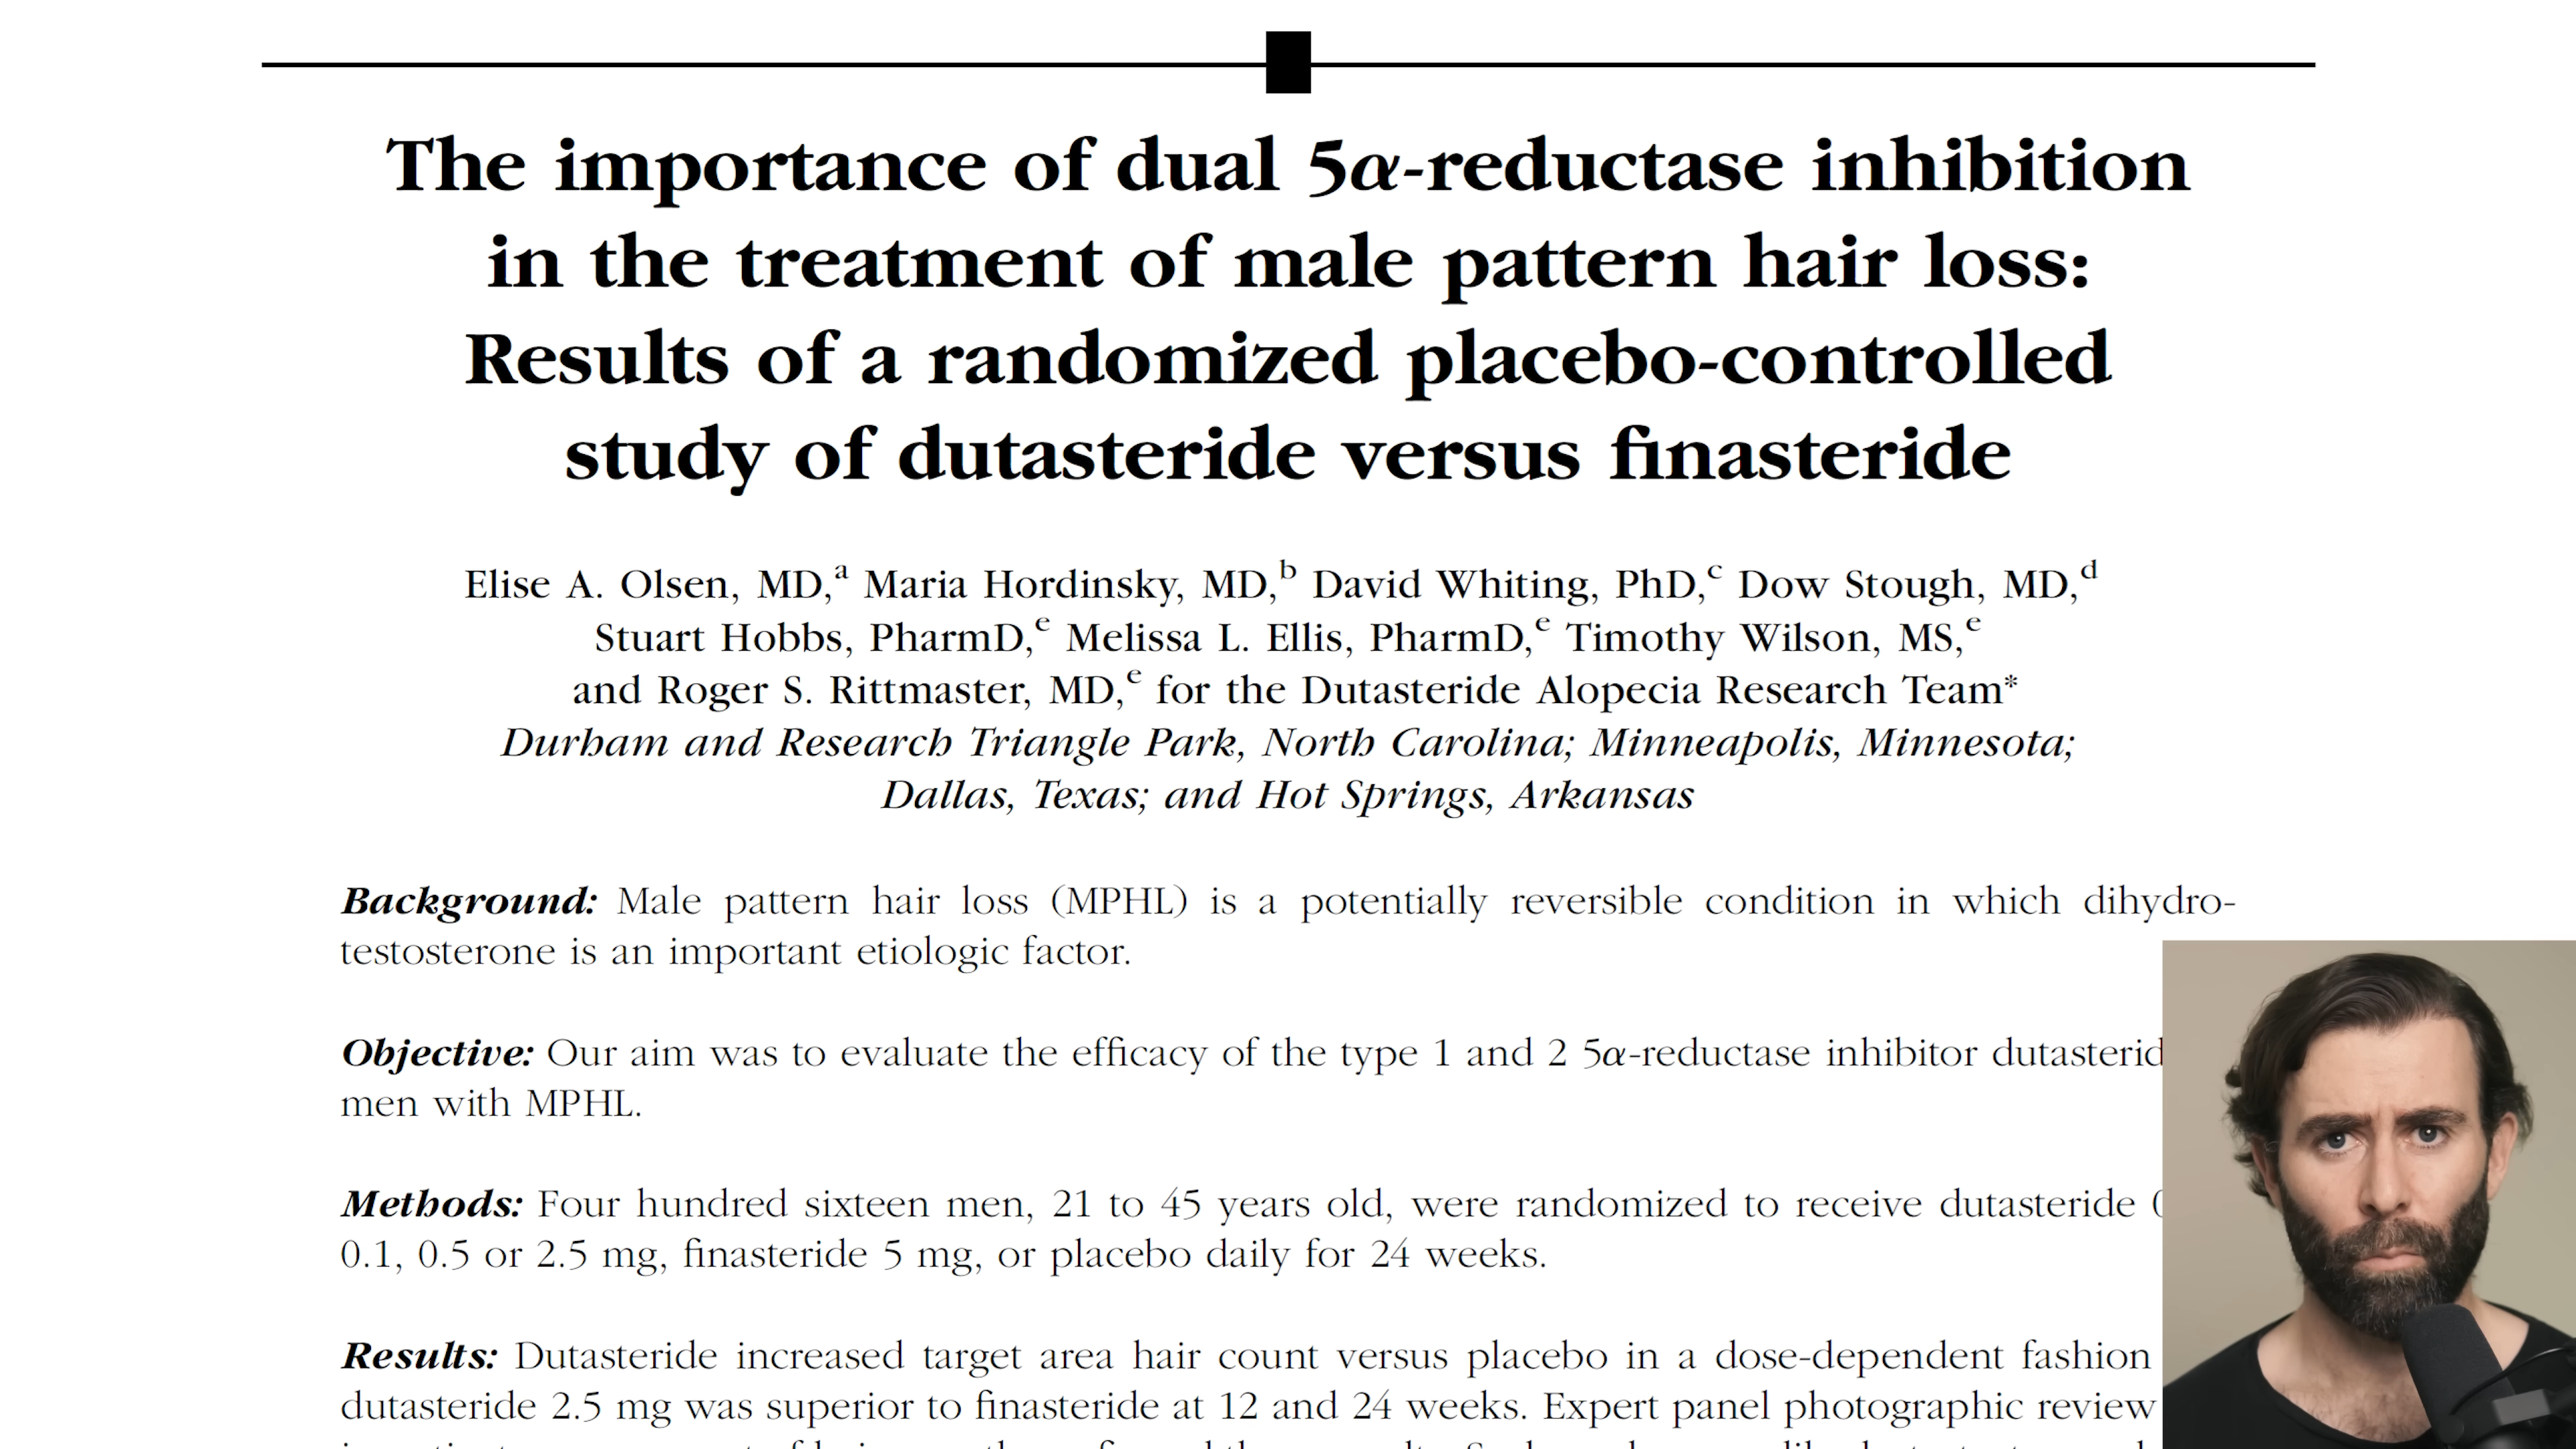 The importance of dual 5α-reductase inhibition
in the treatment of male pattern hair loss:
Results of a randomized placebo-controlled
study of dutasteride versus finasteride
Elise A. Olsen, MD,ᵃ Maria Hordinsky, MD,ᵇ David Whiting, PhD,ᶜ Dow Stough, MD,ᵈ
Stuart Hobbs, PharmD,ᵉ Melissa L. Ellis, PharmD,ᵉ Timothy Wilson, MS,ᵉ
and Roger S. Rittmaster, MD,ᵉ for the Dutasteride Alopecia Research Team*
Durham and Research Triangle Park, North Carolina; Minneapolis, Minnesota;
Dallas, Texas; and Hot Springs, Arkansas
Background: Male pattern hair loss (MPHL) is a potentially reversible condition in which dihydro-
testosterone is an important etiologic factor.
Objective: Our aim was to evaluate the efficacy of the type 1 and 2 5α-reductase inhibitor dutasterid
men with MPHL.
Methods: Four hundred sixteen men, 21 to 45 years old, were randomized to receive dutasteride
0.1, 0.5 or 2.5 mg, finasteride 5 mg, or placebo daily for 24 weeks.
Results: Dutasteride increased target area hair count versus placebo in a dose-dependent fashion
dutasteride 2.5 mg was superior to finasteride at 12 and 24 weeks. Expert panel photographic review